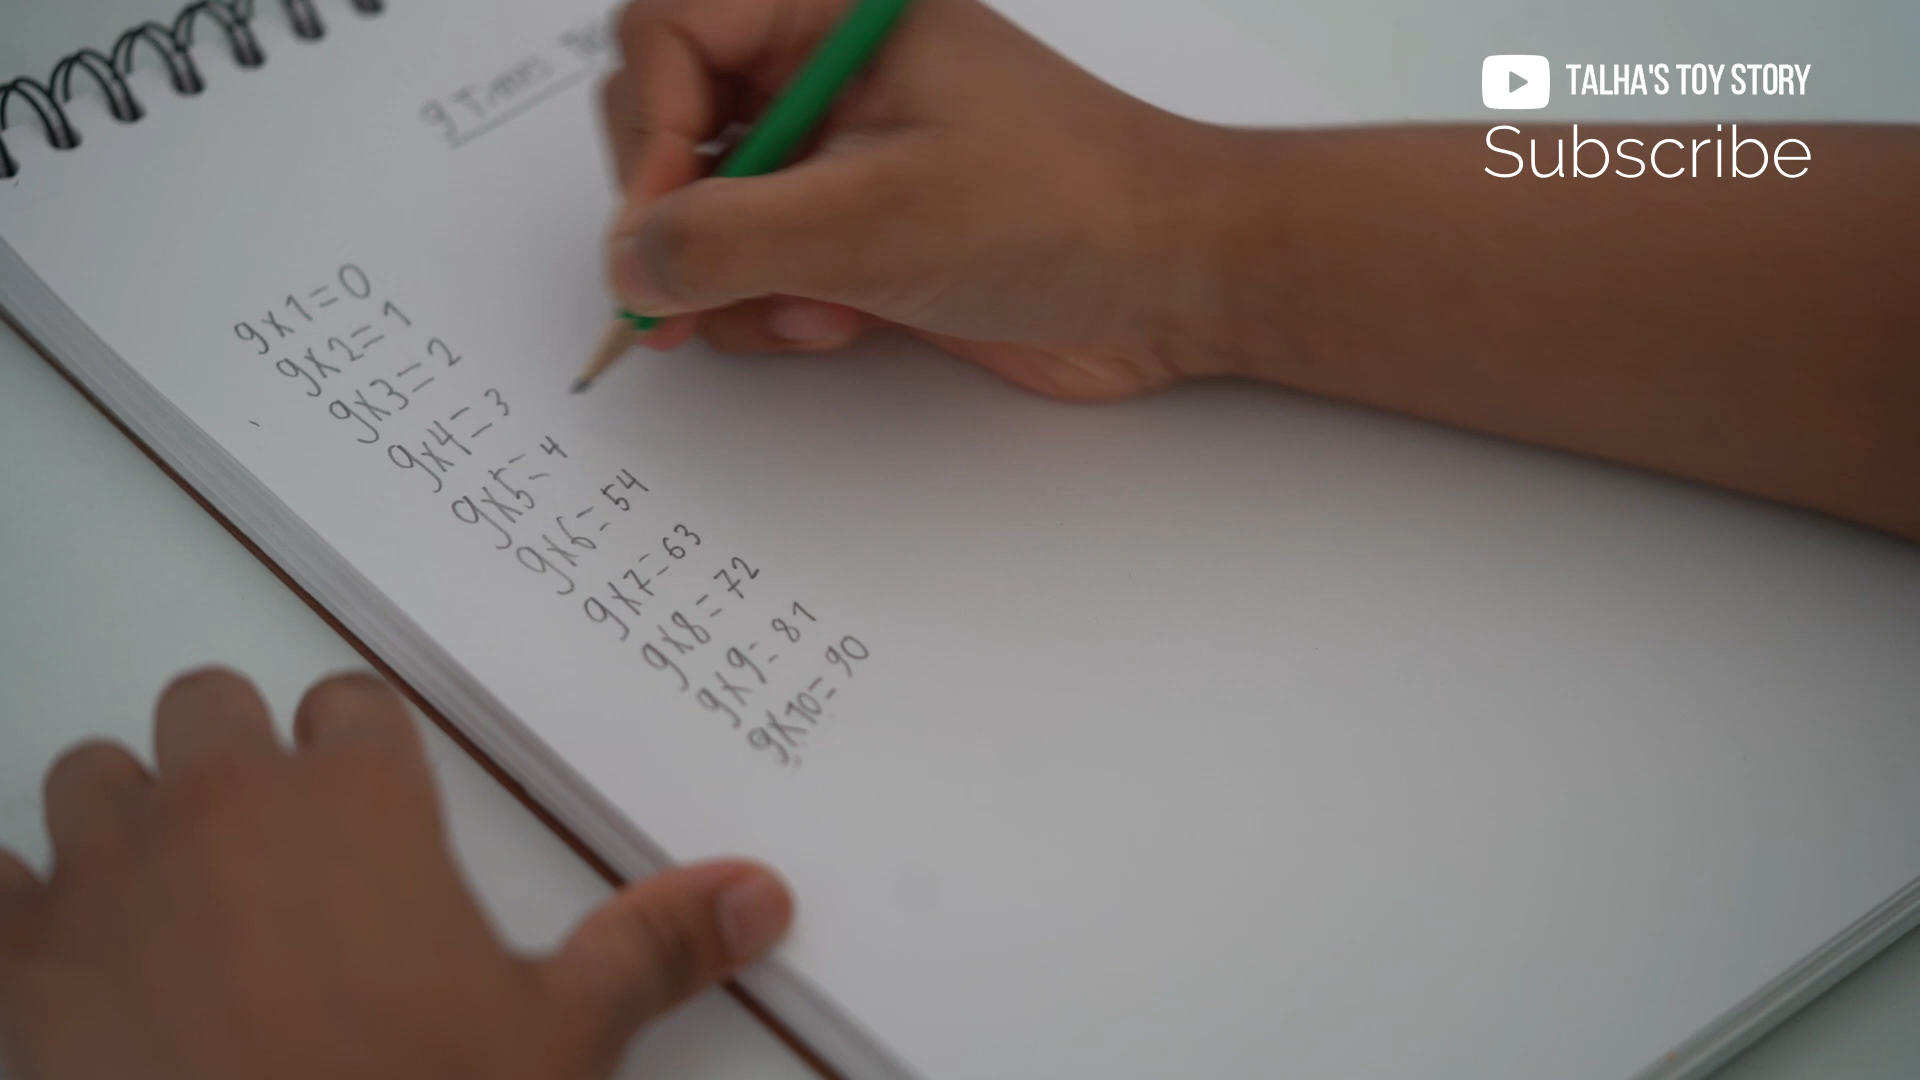 TALHA'S TOY STORY
Subscribe
9 Times
9x1=0
9x2=1
9x3=2
9x4=3
9x5=4
9x6=54
9x7=63
9x8=72
9x9=81
9x10=90